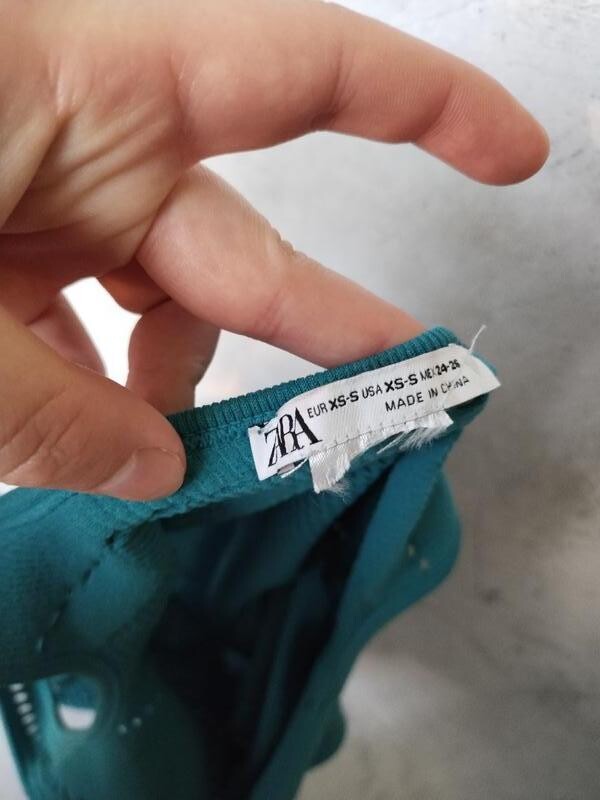 ZARA
EUR XS-S USA XS-S MEX 24-26
MADE IN CHINA